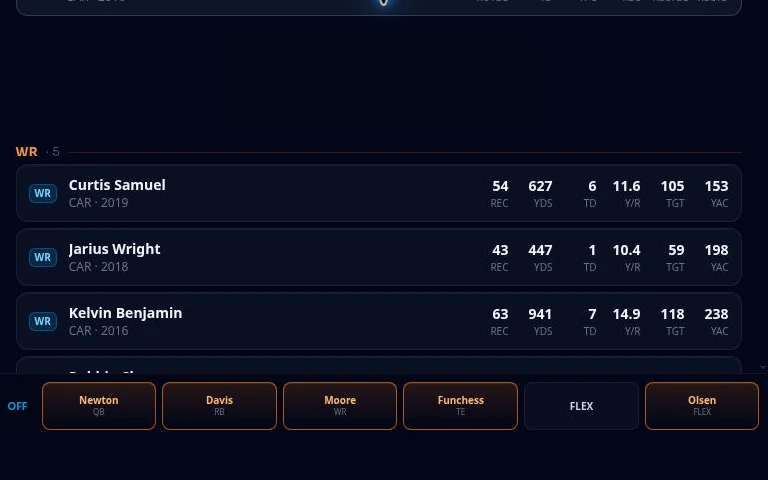 WR · 5
WR Curtis Samuel 54 627 6 11.6 105 153
CAR · 2019 REC YDS TD Y/R TGT YAC
WR Jarius Wright 43 447 1 10.4 59 198
CAR · 2018 REC YDS TD Y/R TGT YAC
WR Kelvin Benjamin 63 941 7 14.9 118 238
CAR · 2016 REC YDS TD Y/R TGT YAC
OFF Newton Davis Moore Funchess FLEX Olsen
QB RB WR TE FLEX